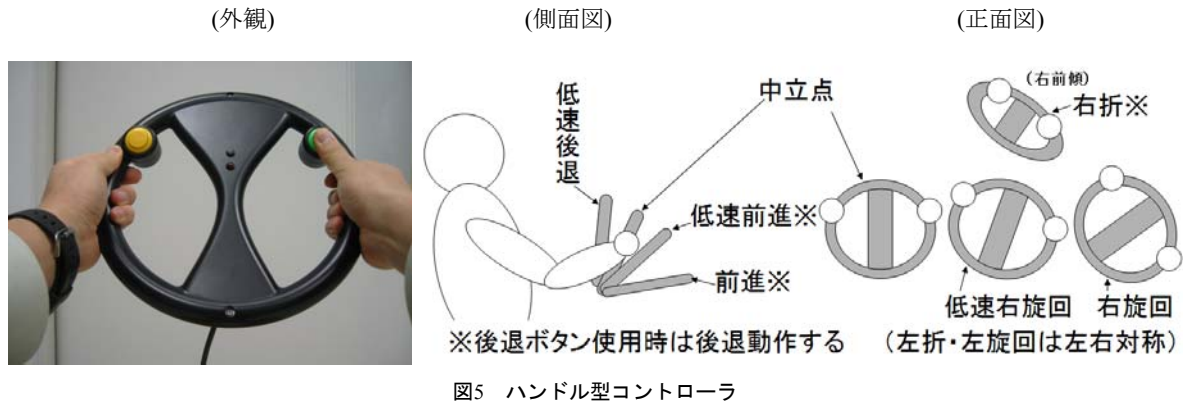 (外観)
(側面図)
(正面図)
低速後退
中立点
低速前進※
前進※
※後退ボタン使用時は後退動作する
(右前傾)
右折※
低速右旋回
右旋回
(左折・左旋回は左右対称)
図5 ハンドル型コントローラ